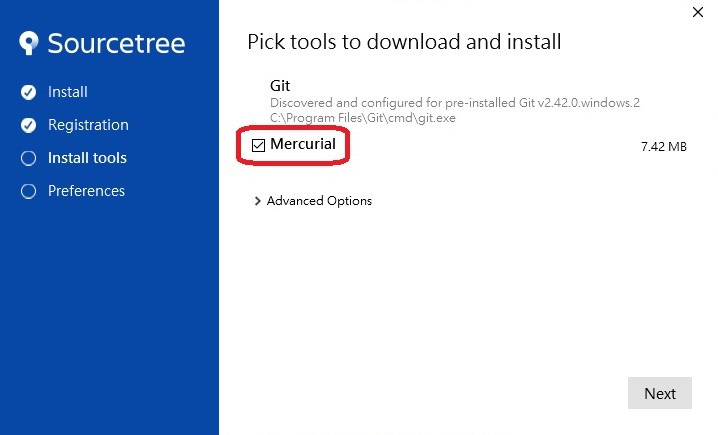 Sourcetree
Install
Registration
Install tools
Preferences
Pick tools to download and install
Git
Discovered and configured for pre-installed Git v2.42.0.windows.2
C:\Program Files\Git\cmd\git.exe
Mercurial 7.42 MB
Advanced Options
Next